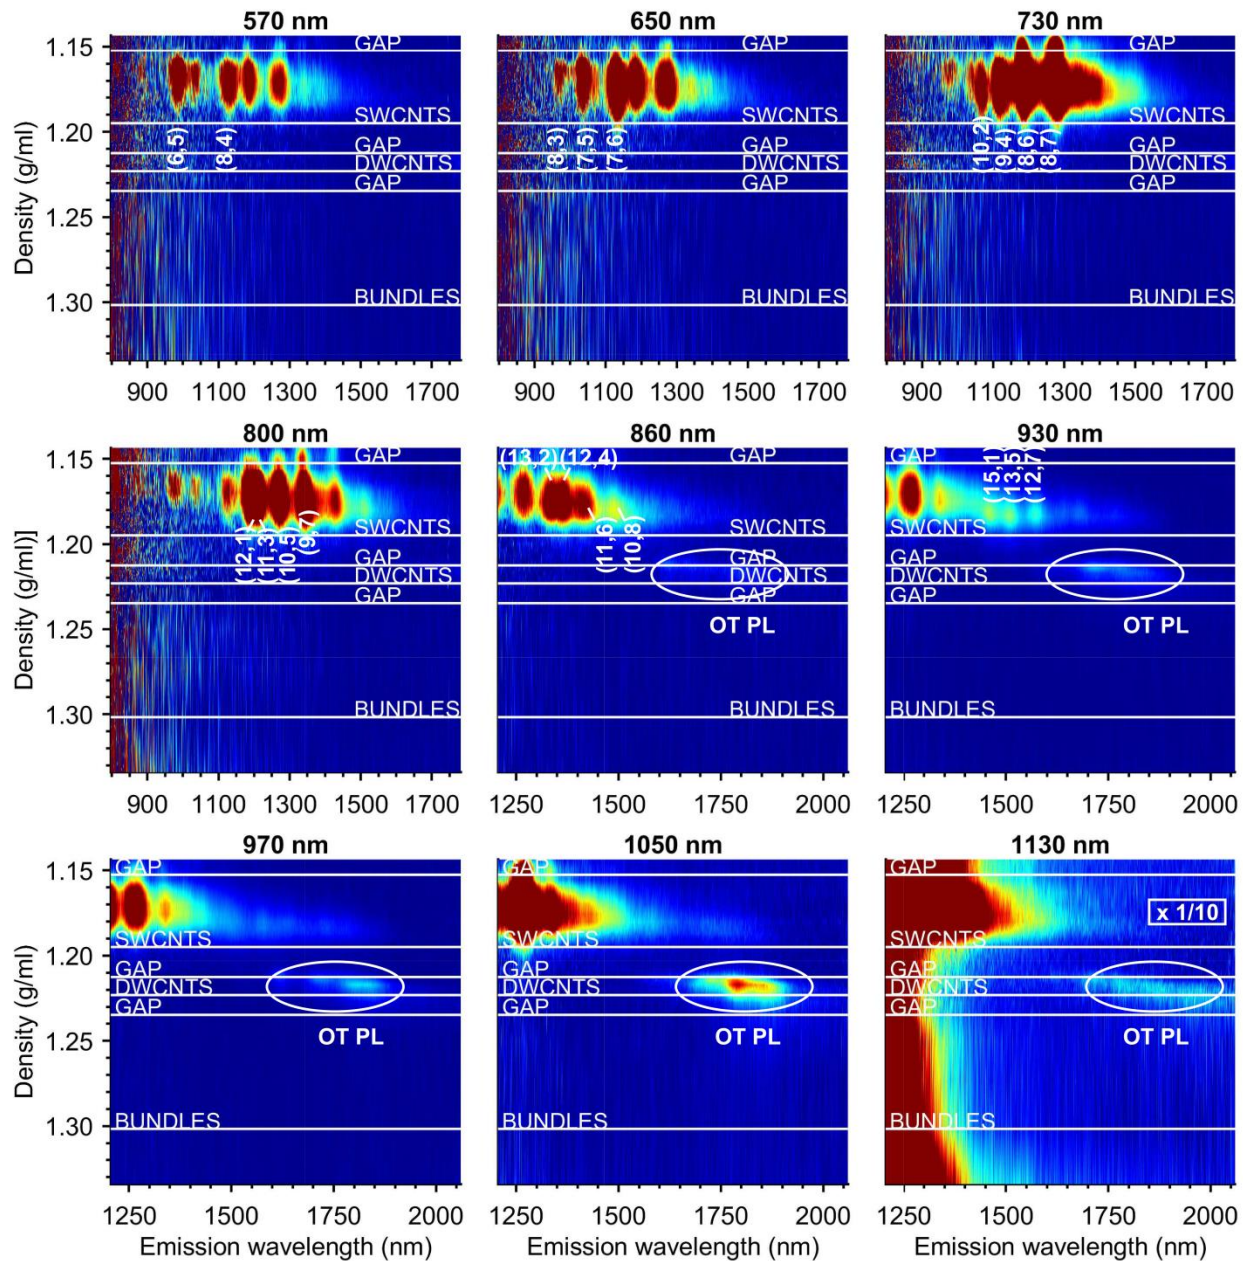 570 nm
650 nm
730 nm
Density (g/ml)
1.15
1.20
1.25
1.30
GAP
SWCNTS
GAP
DWCNTS
GAP
BUNDLES
(6,5)
(8,4)
900 1100 1300 1500 1700
GAP
SWCNTS
GAP
DWCNTS
GAP
BUNDLES
(8,3)
(7,5)
(7,6)
900 1100 1300 1500 1700
GAP
SWCNTS
GAP
DWCNTS
GAP
BUNDLES
(10,2)
(9,4)
(8,6)
(8,7)
900 1100 1300 1500 1700
800 nm
860 nm
930 nm
Density (g/ml)]
1.15
1.20
1.25
1.30
GAP
SWCNTS
GAP
DWCNTS
GAP
BUNDLES
(12,1)
(11,3)
(10,5)
(9,7)
900 1100 1300 1500 1700
(13,2)
(12,4)
GAP
SWCNTS
(11,6)
(10,8)
GAP
DWCNTS
GAP
OT PL
BUNDLES
1250 1500 1750 2000
GAP
(15,1)
(13,5)
(12,7)
SWCNTS
GAP
DWCNTS
GAP
OT PL
BUNDLES
1250 1500 1750 2000
970 nm
1050 nm
1130 nm
Density (g/ml)
1.15
1.20
1.25
1.30
GAP
SWCNTS
GAP
DWCNTS
GAP
OT PL
BUNDLES
1250 1500 1750 2000
Emission wavelength (nm)
GAP
SWCNTS
GAP
DWCNTS
GAP
OT PL
BUNDLES
1250 1500 1750 2000
Emission wavelength (nm)
GAP
x 1/10
SWCNTS
GAP
DWCNTS
GAP
OT PL
BUNDLES
1250 1500 1750 2000
Emission wavelength (nm)